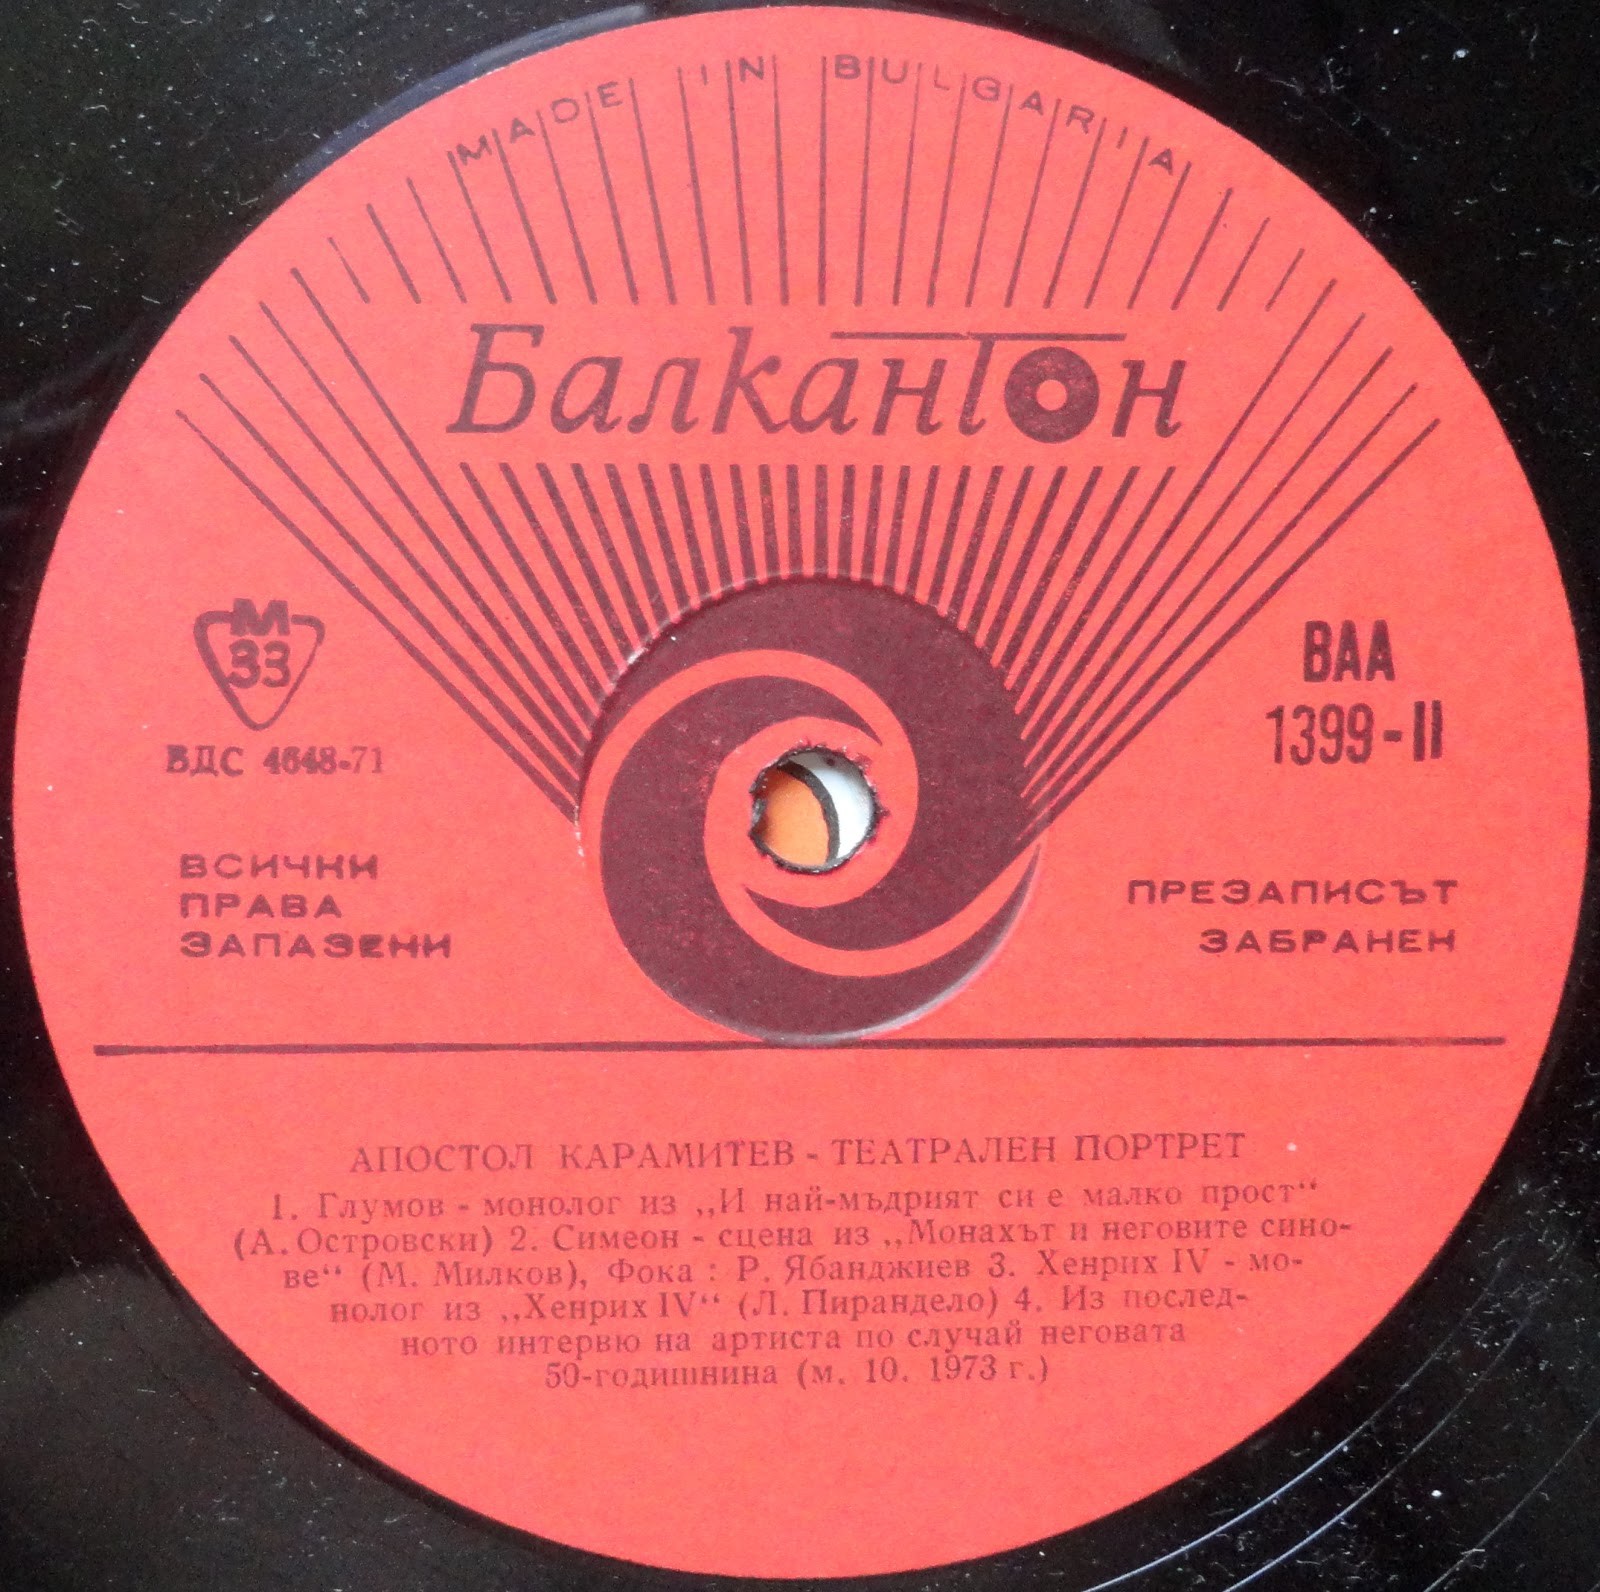 MADE IN BULGARIA
Балкантон
М
33
ВДС 4648-71
ВАА
1399-II
ВСИЧНИ
ПРАВА
ЗАПАЗЕНИ
ПРЕЗАПИСЪТ
ЗАБРАНЕН
АПОСТОЛ КАРАМИТЕВ - ТЕАТРАЛЕН ПОРТРЕТ
1. Глумов - монолог из „И най-мъдрият си е малко прост“
(А. Островски) 2. Симеон - сцена из „Монахът и неговите сино-
ве“ (М. Милков), Фока : Р. Ябанджиев 3. Хенрих IV - мо-
нолог из „Хенрих IV“ (Л. Пирандело) 4. Из послед-
ното интервю на артиста по случай неговата
50-годишнина (м. 10. 1973 г.)